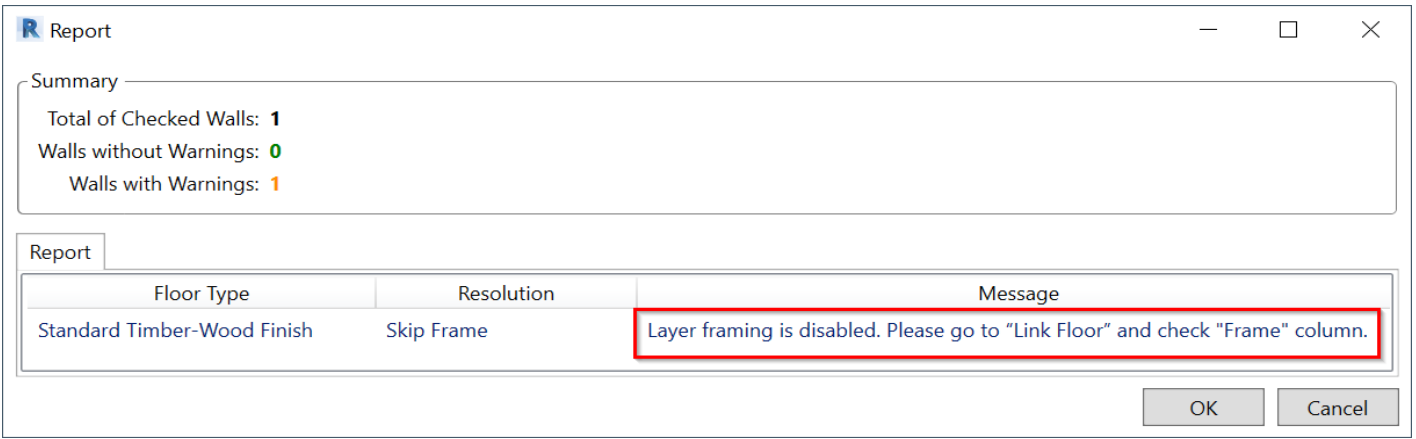 Report
Summary
Total of Checked Walls: 1
Walls without Warnings: 0
Walls with Warnings: 1
Report
Floor Type Resolution Message
Standard Timber-Wood Finish Skip Frame Layer framing is disabled. Please go to “Link Floor” and check "Frame" column.
OK Cancel